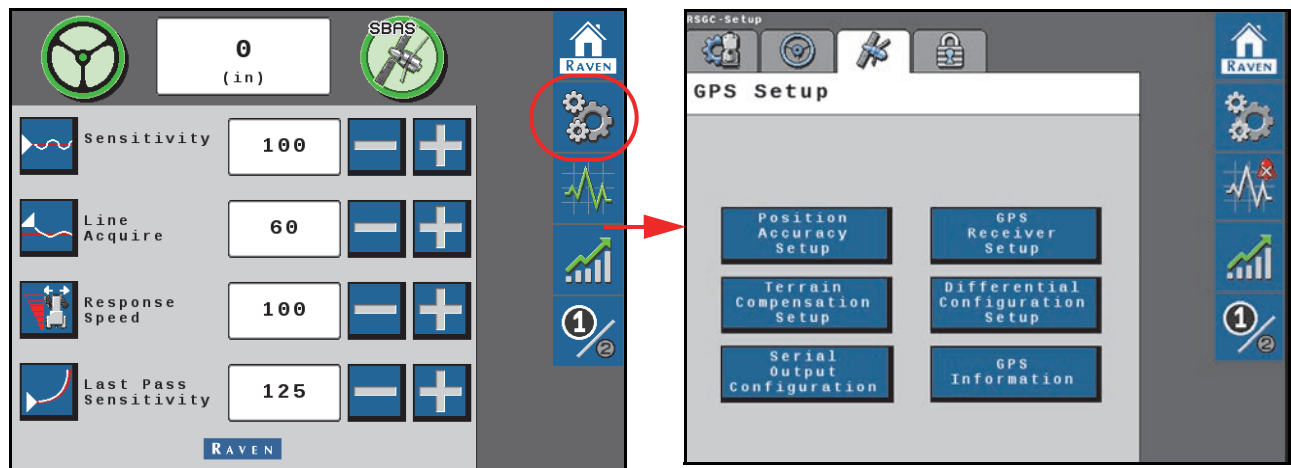 SBAS
0
(in)
RAVEN
Sensitivity
100
Line
Acquire
60
Response
Speed
100
Last Pass
Sensitivity
125
1/2
RAVEN
RSGC-Setup
RAVEN
GPS Setup
Position
Accuracy
Setup
GPS
Receiver
Setup
Terrain
Compensation
Setup
Differential
Configuration
Setup
Serial
Output
Configuration
GPS
Information
1/2